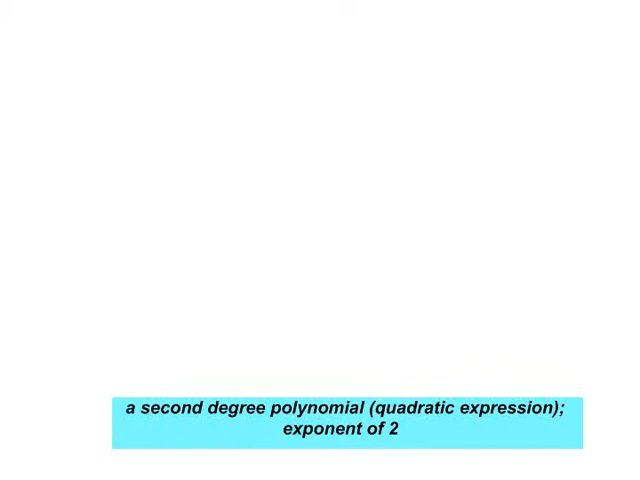 a second degree polynomial (quadratic expression);
exponent of 2